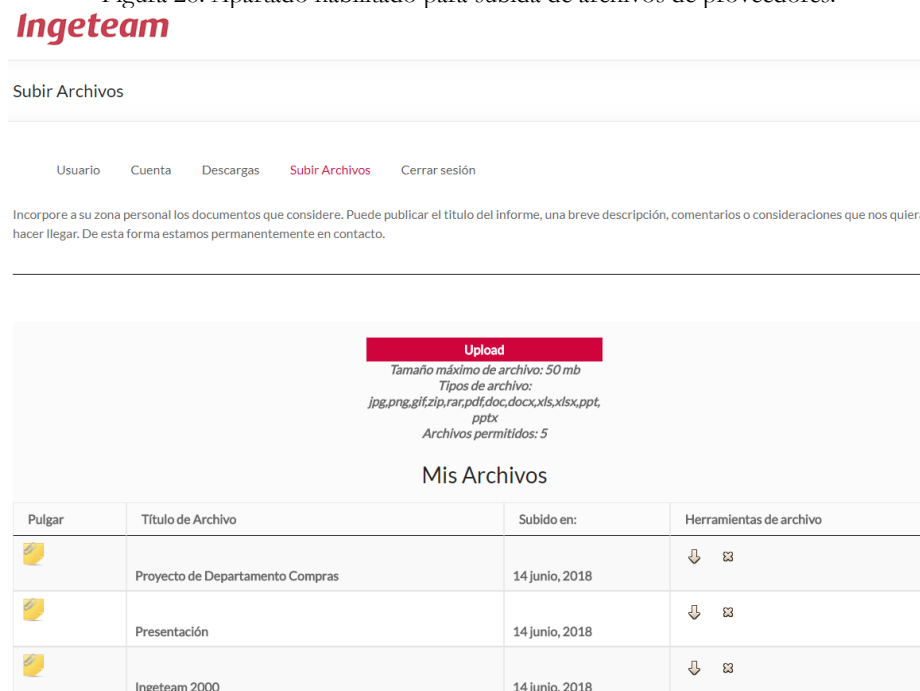 Figura 28. Apartado habilitado para subida de archivos de proveedores.
Ingeteam
Subir Archivos
Usuario Cuenta Descargas Subir Archivos Cerrar sesión
Incorpore a su zona personal los documentos que considere. Puede publicar el titulo del informe, una breve descripción, comentarios o consideraciones que nos
hacer llegar. De esta forma estamos permanentemente en contacto.
Upload
Tamaño máximo de archivo: 50 mb
Tipos de archivo:
jpg,png,gif,zip,rar,pdf,doc,docx,xls,xlsx,ppt,
pptx
Archivos permitidos: 5
Mis Archivos
Pulgar Título de Archivo Subido en: Herramientas de archivo
Proyecto de Departamento Compras 14 junio, 2018
Presentación 14 junio, 2018
Ingeteam 2000 14 junio, 2018